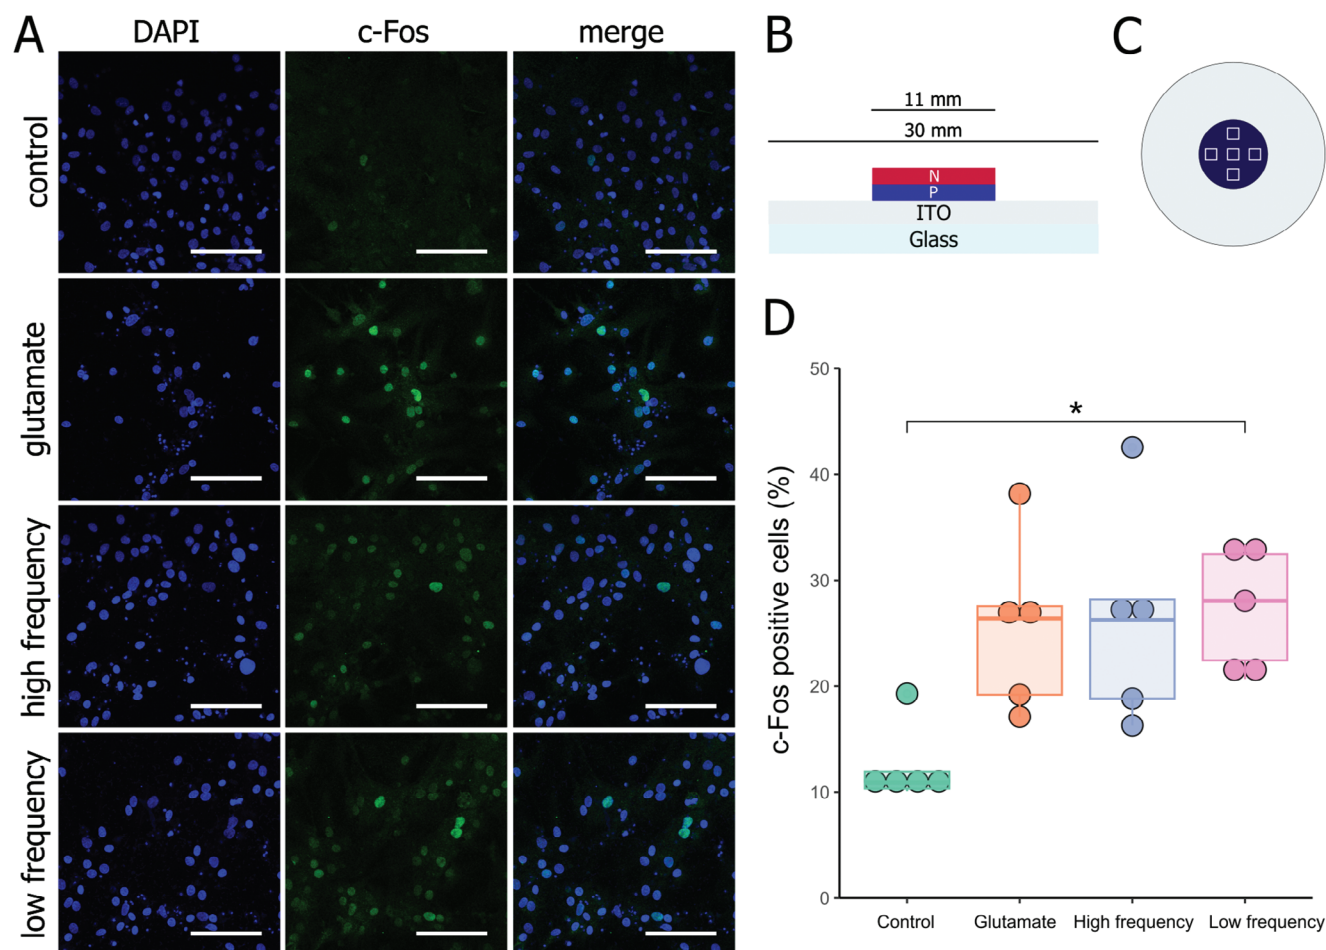 A
DAPI
c-Fos
merge
control
glutamate
high frequency
low frequency
B
11 mm
30 mm
N
P
ITO
Glass
C
D
c-Fos positive cells (%)
50
40
30
20
10
0
*
Control
Glutamate
High frequency
Low frequency